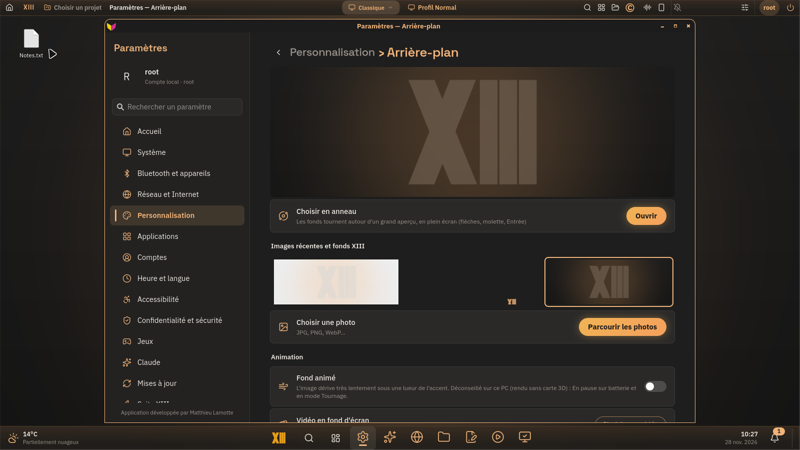 XIII
Choisir un projet
Paramètres — Arrière-plan
Classique
Profil Normal
root
Notes.txt
Paramètres — Arrière-plan
Paramètres
R
root
Compte local · root
Rechercher un paramètre
Accueil
Système
Bluetooth et appareils
Réseau et Internet
Personnalisation
Applications
Comptes
Heure et langue
Accessibilité
Confidentialité et sécurité
Jeux
Claude
Mises à jour
Application développée par Matthieu Lamotte
Personnalisation > Arrière-plan
XIII
Choisir en anneau
Les fonds tournent autour d'un grand aperçu, en plein écran (flèches, molette, Entrée)
Ouvrir
Images récentes et fonds XIII
XIII
XIII
XIII
Choisir une photo
JPG, PNG, WebP…
Parcourir les photos
Animation
Fond animé
L'image dérive très lentement sous une lueur de l'accent. Déconseillé sur ce PC (rendu sans carte 3D) : En pause sur batterie et
en mode Tournage.
Vidéo en fond d'écran
14°C
Partiellement nuageux
XIII
10:27
28 nov. 2026
1